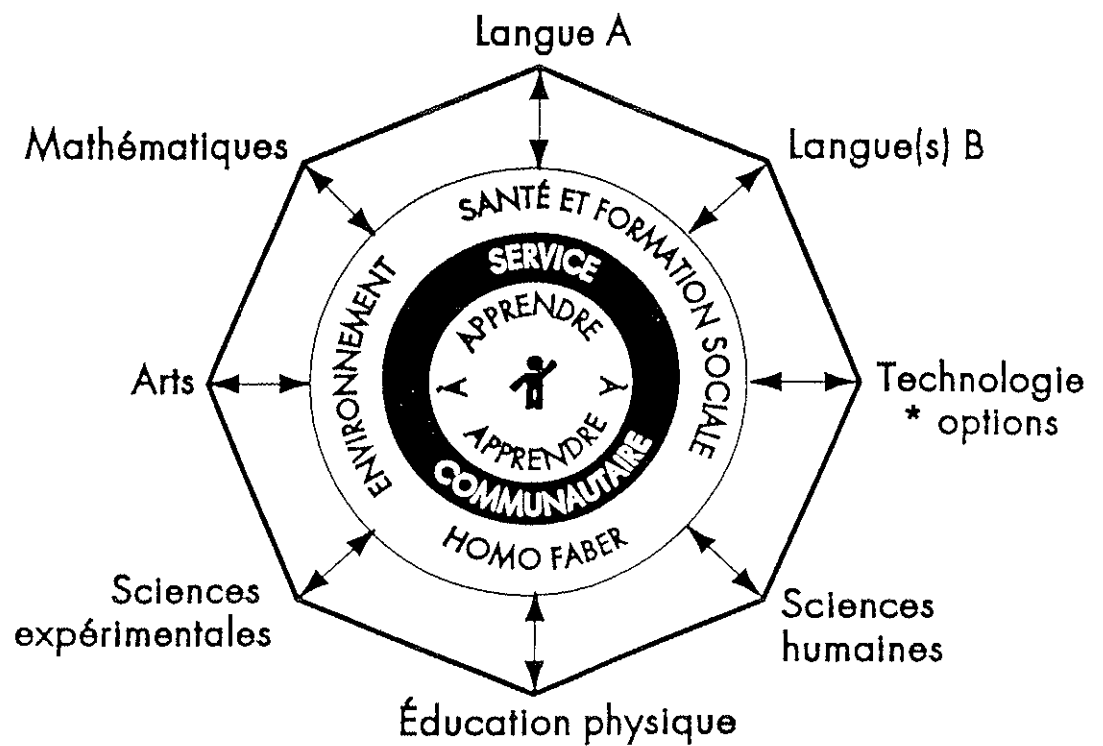 Langue A
Mathématiques
Langue(s) B
SANTÉ ET FORMATION SOCIALE
ENVIRONNEMENT
SERVICE
APPRENDRE
À
À
APPRENDRE
COMMUNAUTAIRE
HOMO FABER
Arts
Technologie
* options
Sciences
expérimentales
Sciences
humaines
Éducation physique